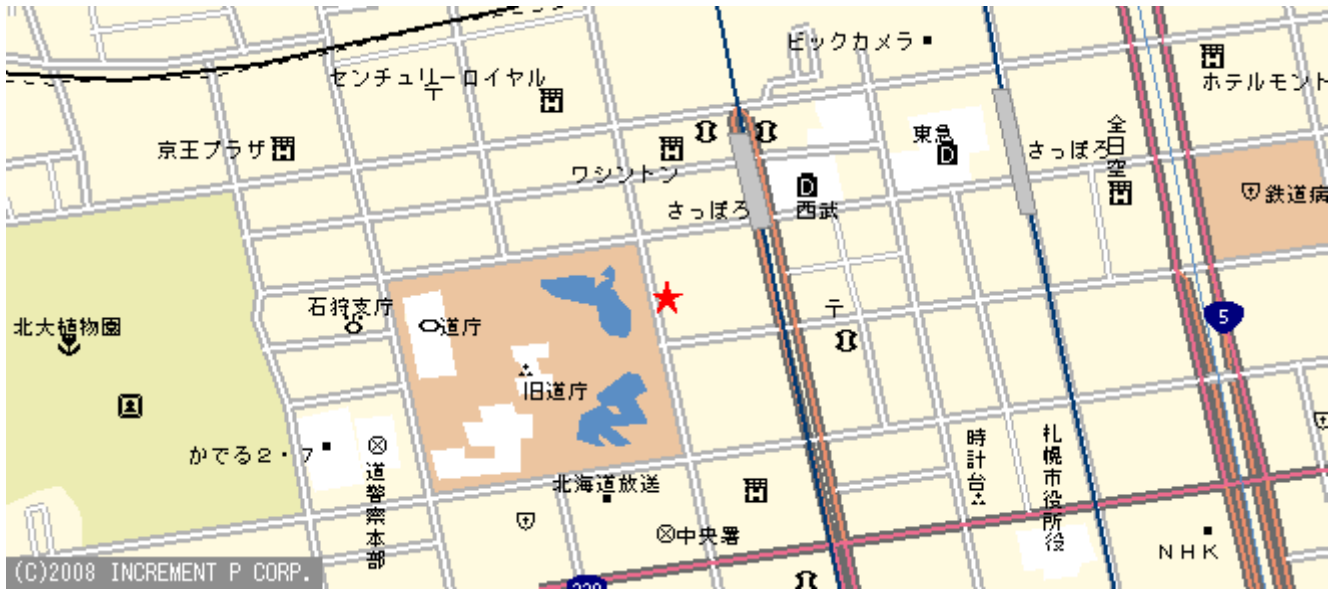 ビックカメラ
センチュリーロイヤル
ホテルモント
東急
全日空
京王プラザ
さっぽろ
ワシントン
鉄道病
さっぽろ
西武
石狩支庁
道庁
北大植物園
5
旧道庁
時計台
札幌市役所役
かでる2・7
道警察本部
北海道放送
中央署
NHK
(C)2008 INCREMENT P CORP.